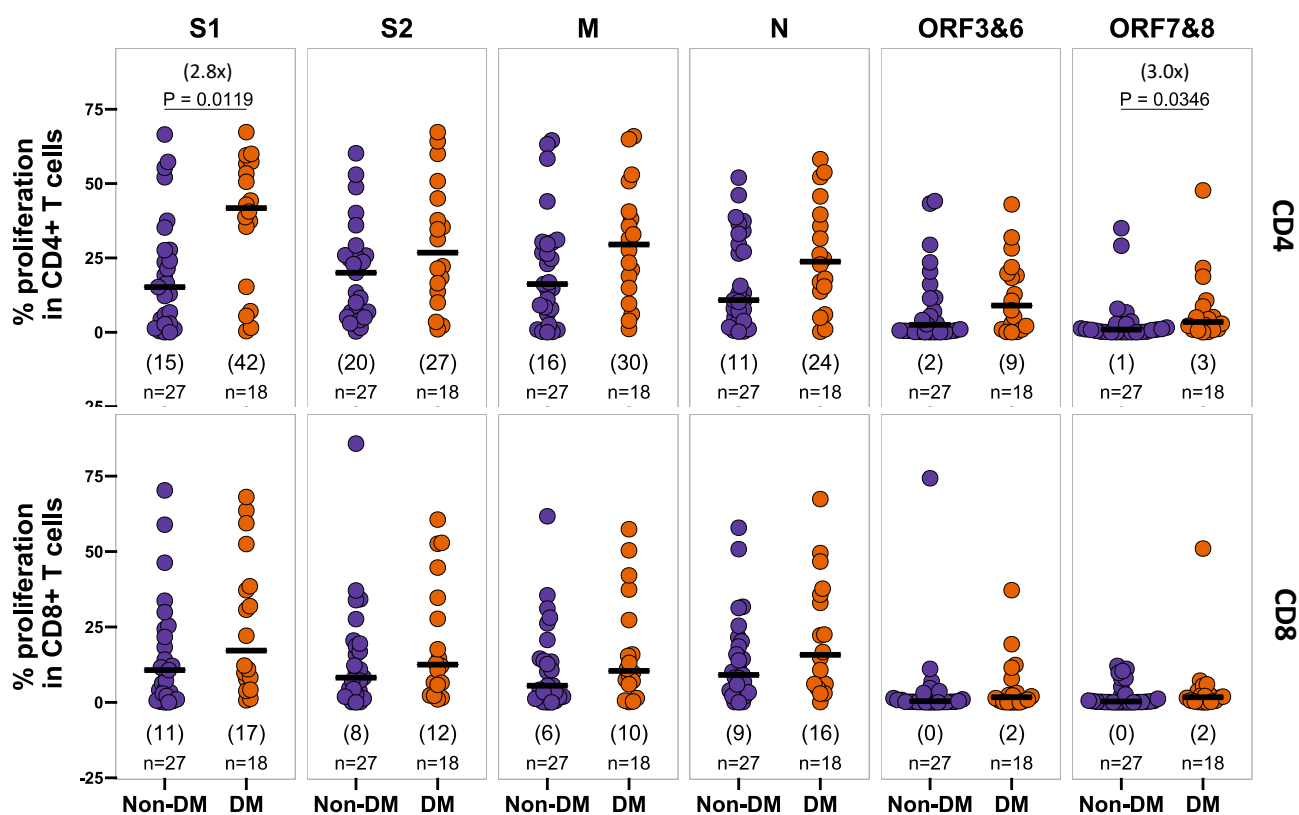 S1 S2 M N ORF3&6 ORF7&8
(2.8x) (3.0x)
P = 0.0119 P = 0.0346
75
50
25
0
% proliferation
in CD4+ T cells
CD4
(15) (42) (20) (27) (16) (30) (11) (24) (2) (9) (1) (3)
n=27 n=18 n=27 n=18 n=27 n=18 n=27 n=18 n=27 n=18 n=27 n=18
75
50
25
0
-25
% proliferation
in CD8+ T cells
CD8
(11) (17) (8) (12) (6) (10) (9) (16) (0) (2) (0) (2)
n=27 n=18 n=27 n=18 n=27 n=18 n=27 n=18 n=27 n=18 n=27 n=18
Non-DM DM Non-DM DM Non-DM DM Non-DM DM Non-DM DM Non-DM DM